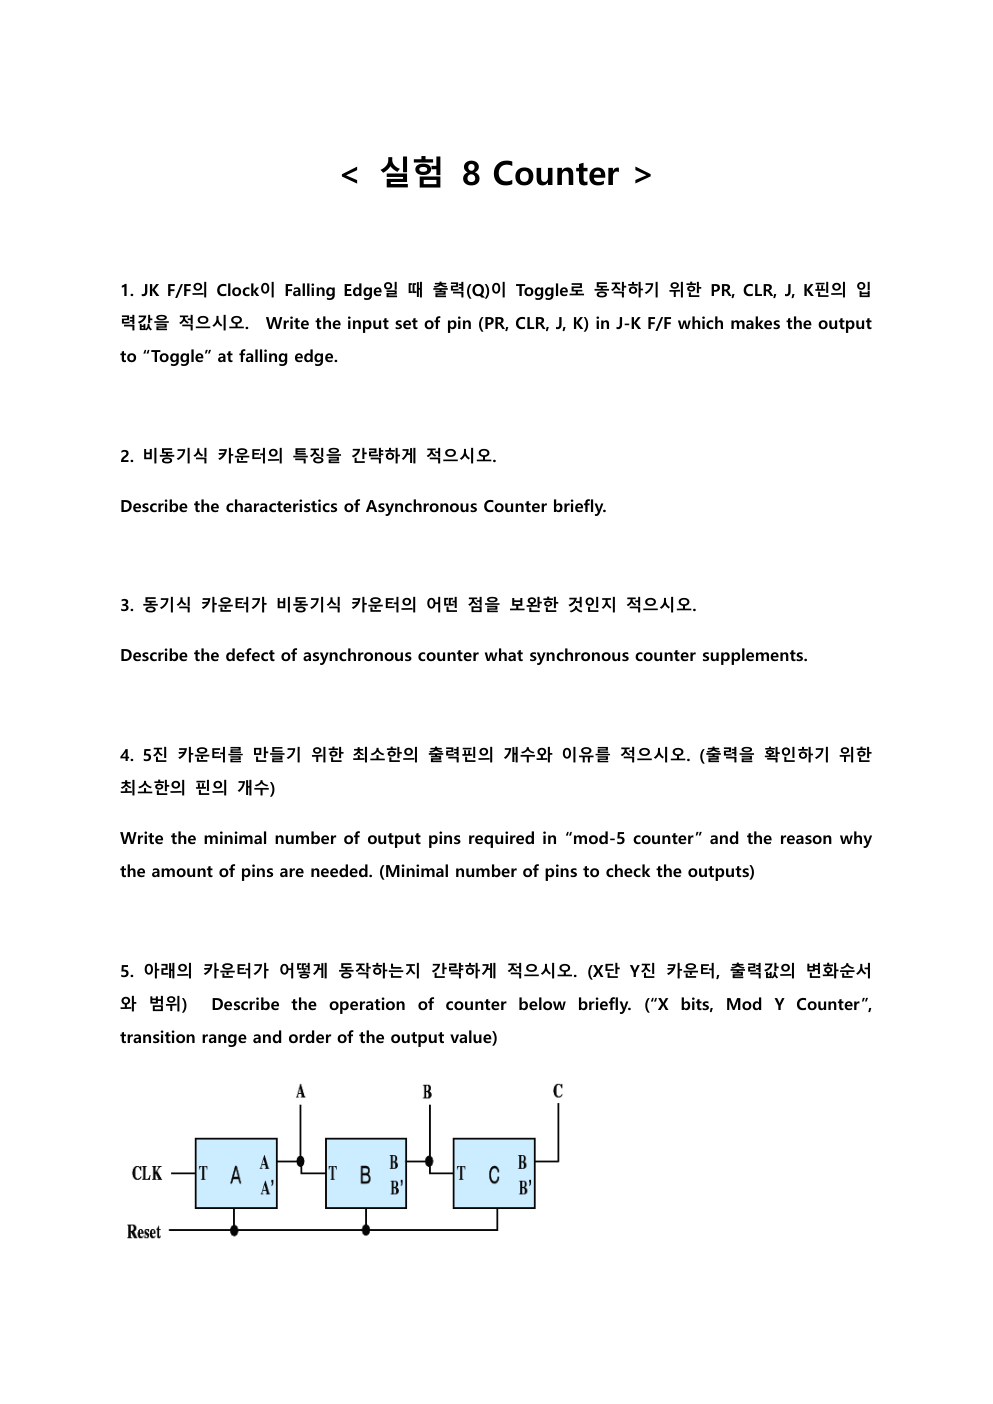 < 실험 8 Counter >
1. JK F/F의 Clock이 Falling Edge일 때 출력(Q)이 Toggle로 동작하기 위한 PR, CLR, J, K핀의 입
력값을 적으시오. Write the input set of pin (PR, CLR, J, K) in J-K F/F which makes the output
to “Toggle” at falling edge.
2. 비동기식 카운터의 특징을 간략하게 적으시오.
Describe the characteristics of Asynchronous Counter briefly.
3. 동기식 카운터가 비동기식 카운터의 어떤 점을 보완한 것인지 적으시오.
Describe the defect of asynchronous counter what synchronous counter supplements.
4. 5진 카운터를 만들기 위한 최소한의 출력핀의 개수와 이유를 적으시오. (출력을 확인하기 위한
최소한의 핀의 개수)
Write the minimal number of output pins required in “mod-5 counter” and the reason why
the amount of pins are needed. (Minimal number of pins to check the outputs)
5. 아래의 카운터가 어떻게 동작하는지 간략하게 적으시오. (X단 Y진 카운터, 출력값의 변화순서
와 범위) Describe the operation of counter below briefly. (“X bits, Mod Y Counter”,
transition range and order of the output value)
A B C
A B B
CLK T A T B T C
A' B' B'
Reset